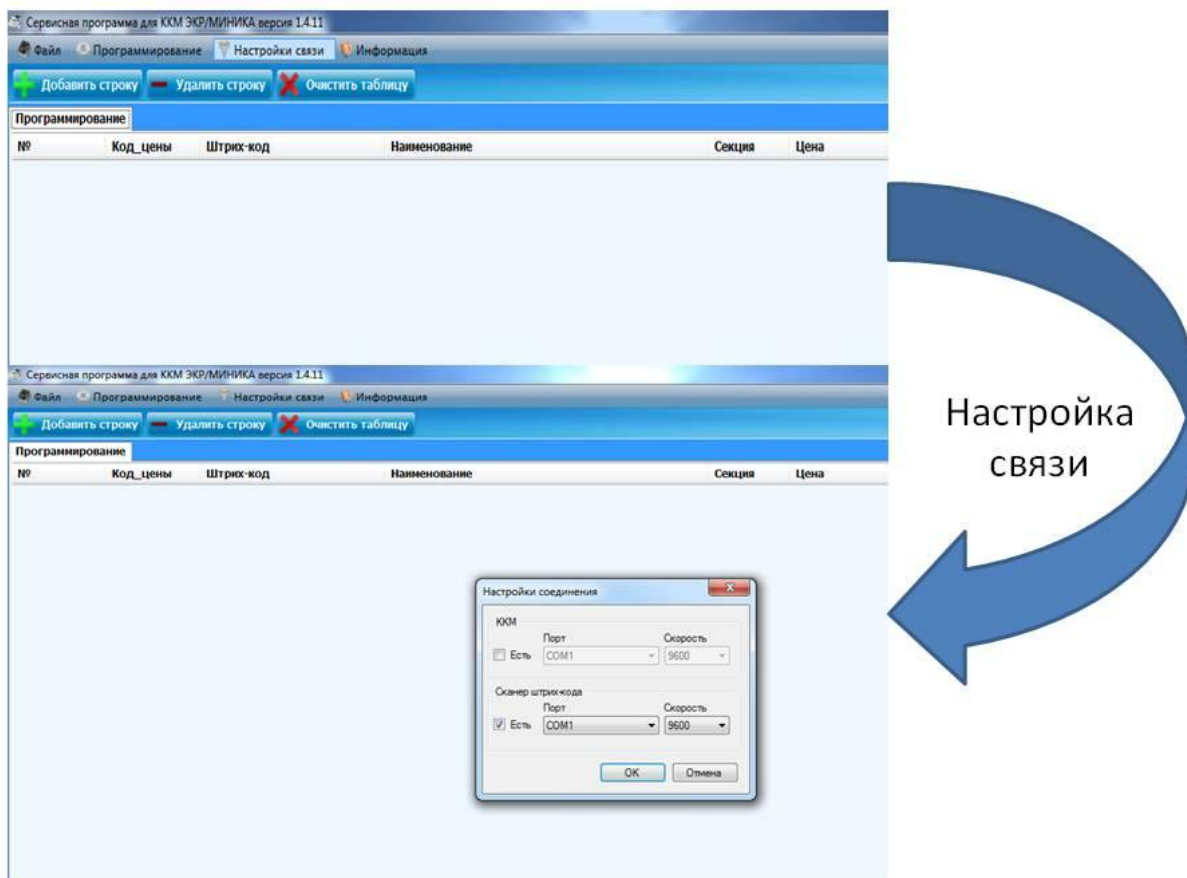 Сервисная программа для ККМ ЭКР/МИНИКА версия 1.4.11
Файл Программирование Настройки связи Информация
Добавить строку Удалить строку Очистить таблицу
Программирование
№ Код_цены Штрих-код Наименование Секция Цена
Сервисная программа для ККМ ЭКР/МИНИКА версия 1.4.11
Файл Программирование Настройки связи Информация
Добавить строку Удалить строку Очистить таблицу
Программирование
№ Код_цены Штрих-код Наименование Секция Цена
Настройки соединения
ККМ
Порт Скорость
Есть COM1 9600
Сканер штрих-кода
Порт Скорость
Есть COM1 9600
OK Отмена
Настройка
связи